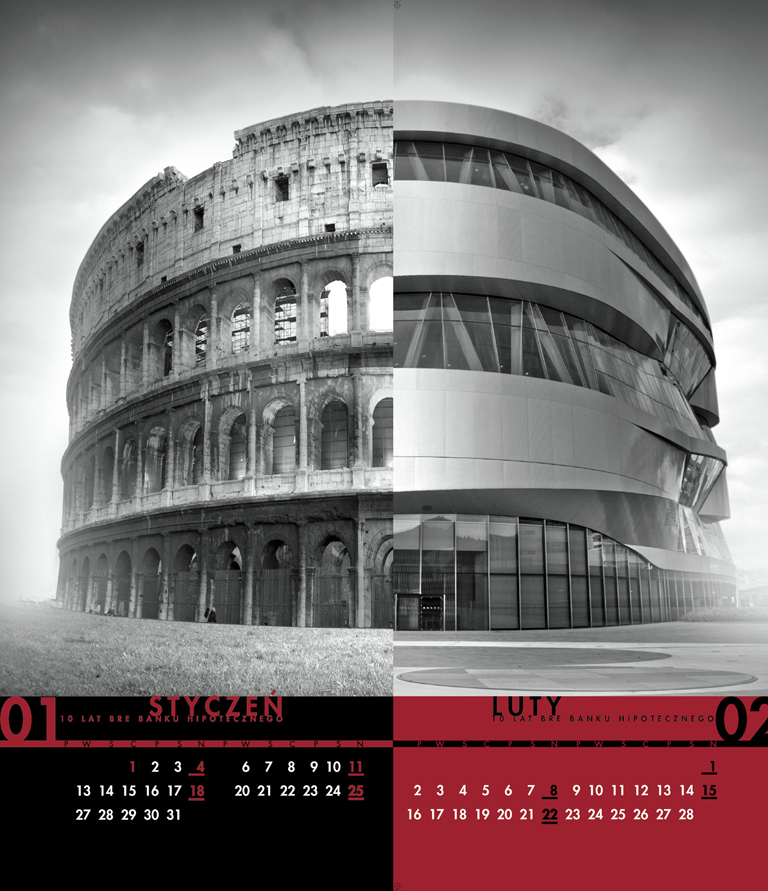 01 STYCZEŃ
10 LAT BRE BANKU HIPOTECZNEGO
P W S C P S N P W S C P S N
1 2 3 4 6 7 8 9 10 11
13 14 15 16 17 18 20 21 22 23 24 25
27 28 29 30 31
LUTY 02
10 LAT BRE BANKU HIPOTECZNEGO
P W S C P S N P W S C P S N
1
2 3 4 5 6 7 8 9 10 11 12 13 14 15
16 17 18 19 20 21 22 23 24 25 26 27 28